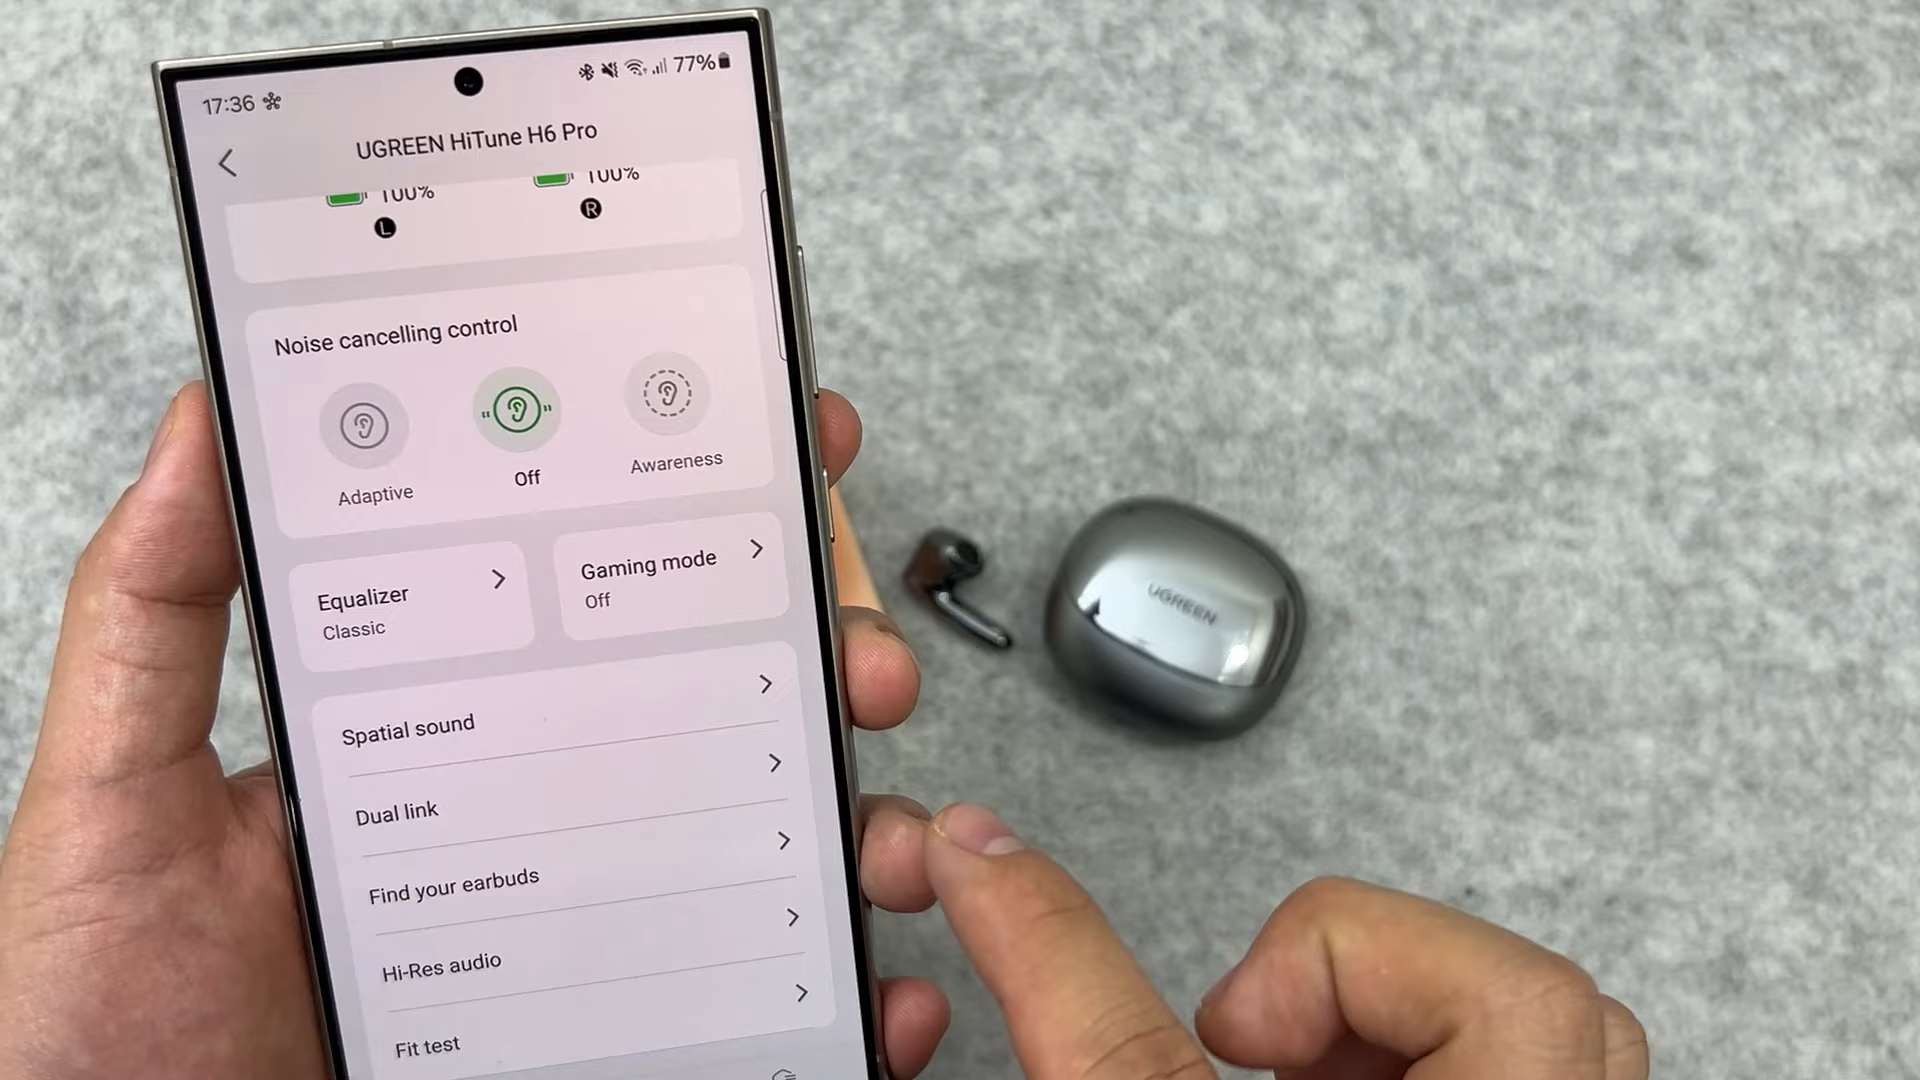 17:36
77%
UGREEN HiTune H6 Pro
100%
100%
L
R
Noise cancelling control
Adaptive
Off
Awareness
Equalizer
Classic
Gaming mode
Off
Spatial sound
Dual link
Find your earbuds
Hi-Res audio
Fit test
UGREEN